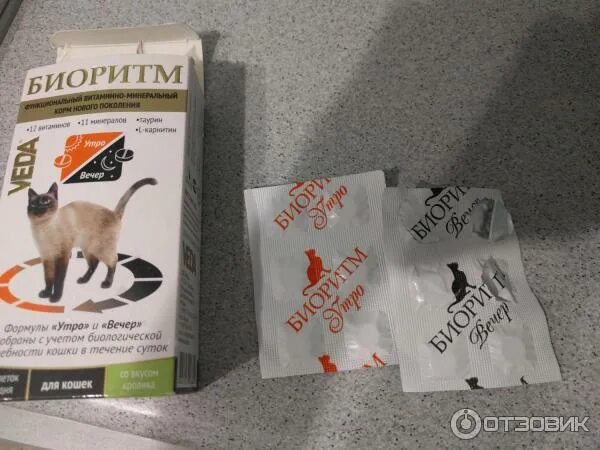 БИОРИТМ
ФУНКЦИОНАЛЬНЫЙ ВИТАМИННО-МИНЕРАЛЬНЫЙ
КОРМ НОВОГО ПОКОЛЕНИЯ
•12 витаминов •11 минералов •таурин
•L-карнитин
VEDA
Утро
Вечер
VEDA
Формулы «Утро» и «Вечер»
обраны с учетом биологической
ебности кошки в течение суток
для кошек
со вкусом
кролика
БИОРИТМ
Утро
БИОРИТМ
Утро
БИОРИТМ
Вечер
БИОРИТМ
Вечер
ОТЗОВИК